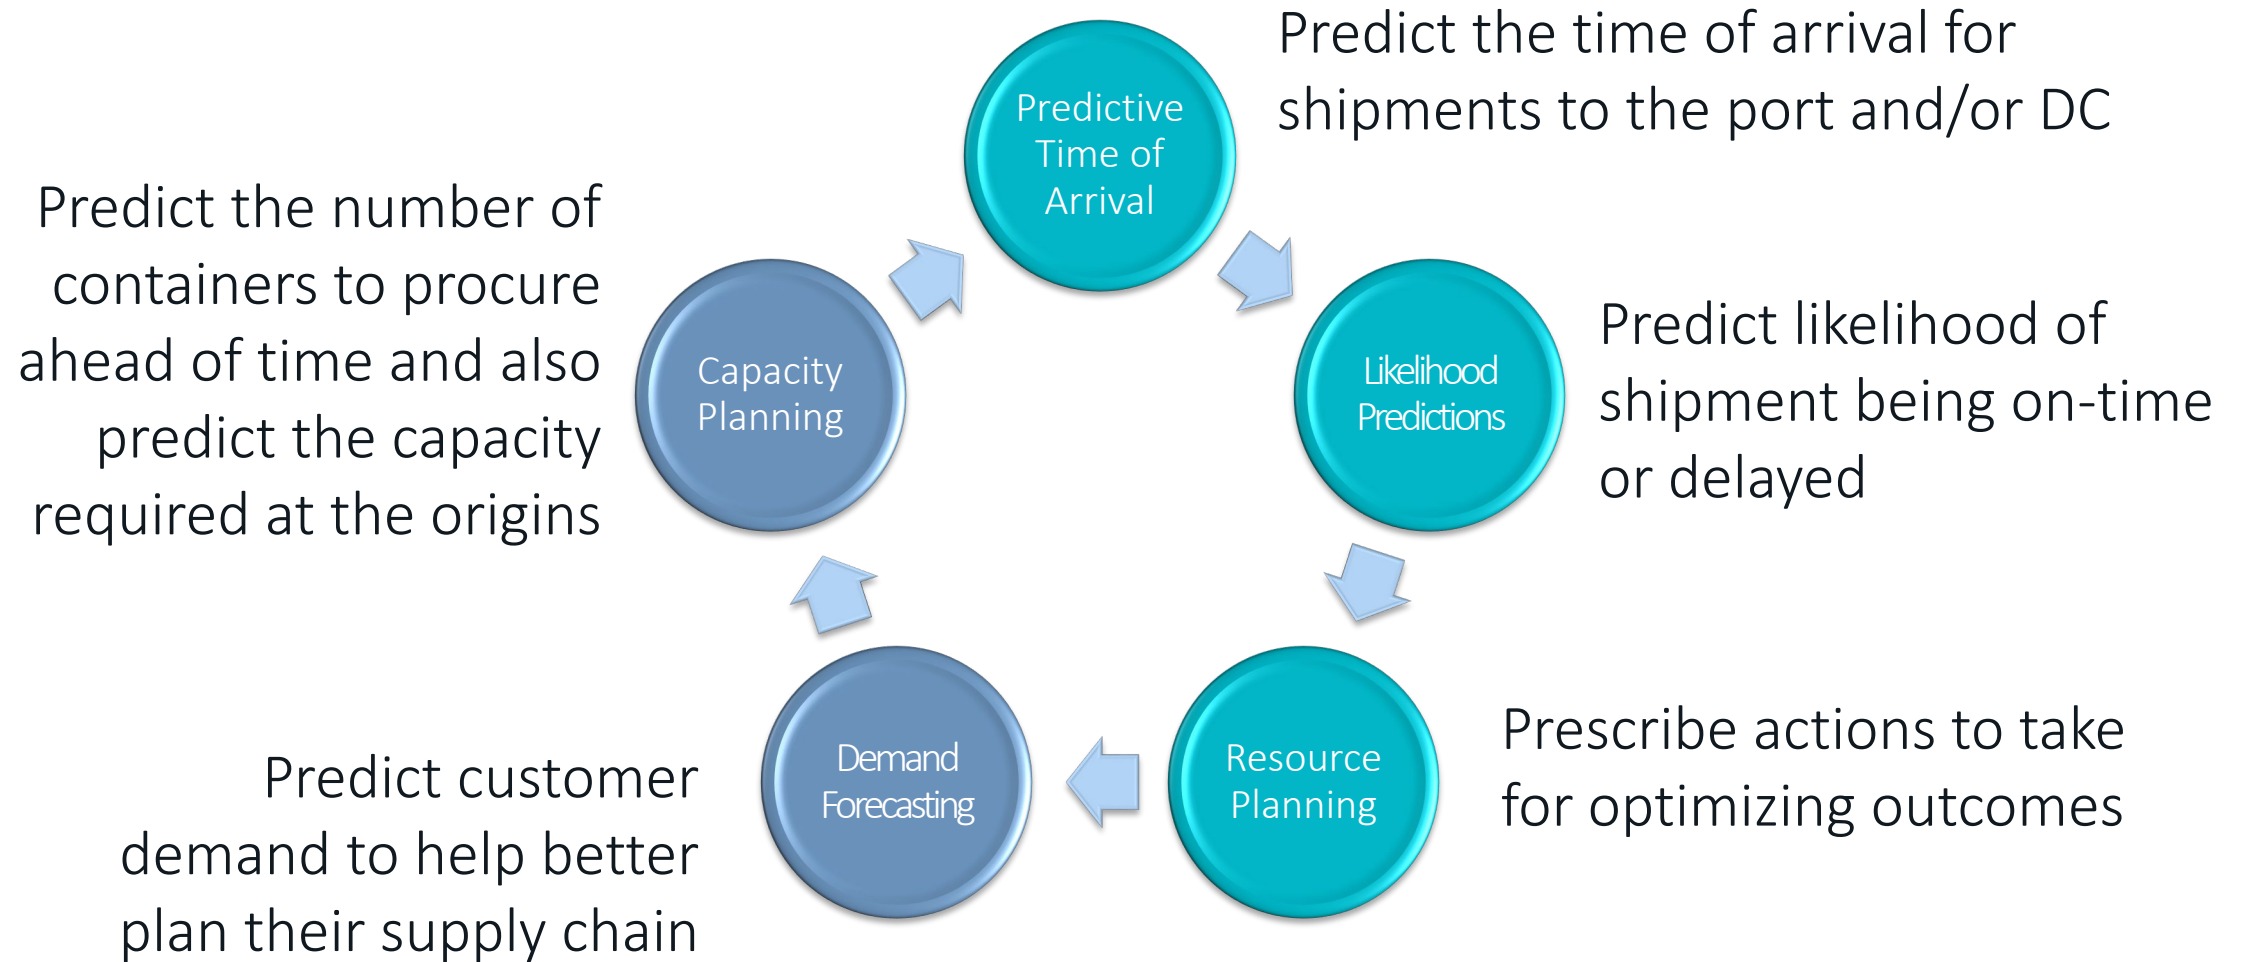 Predictive
Time of
Arrival
Predict the time of arrival for
shipments to the port and/or DC
Likelihood
Predictions
Predict likelihood of
shipment being on-time
or delayed
Resource
Planning
Prescribe actions to take
for optimizing outcomes
Demand
Forecasting
Predict customer
demand to help better
plan their supply chain
Capacity
Planning
Predict the number of
containers to procure
ahead of time and also
predict the capacity
required at the origins